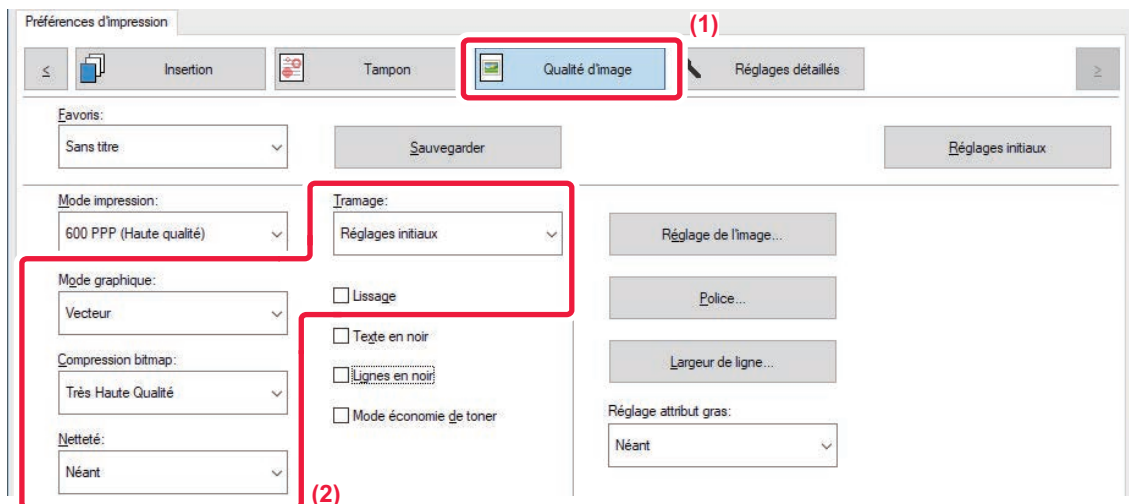 Préférences d'impression
(1)
<
Insertion
Tampon
Qualité d'image
Réglages détaillés
>
Favoris:
Sans titre
Sauvegarder
Réglages initiaux
Mode impression:
600 PPP (Haute qualité)
Tramage:
Réglages initiaux
Réglage de l'image...
Mode graphique:
Vecteur
Lissage
Police...
Texte en noir
Compression bitmap:
Très Haute Qualité
Lignes en noir
Largeur de ligne...
Mode économie de toner
Réglage attribut gras:
Néant
Netteté:
Néant
(2)